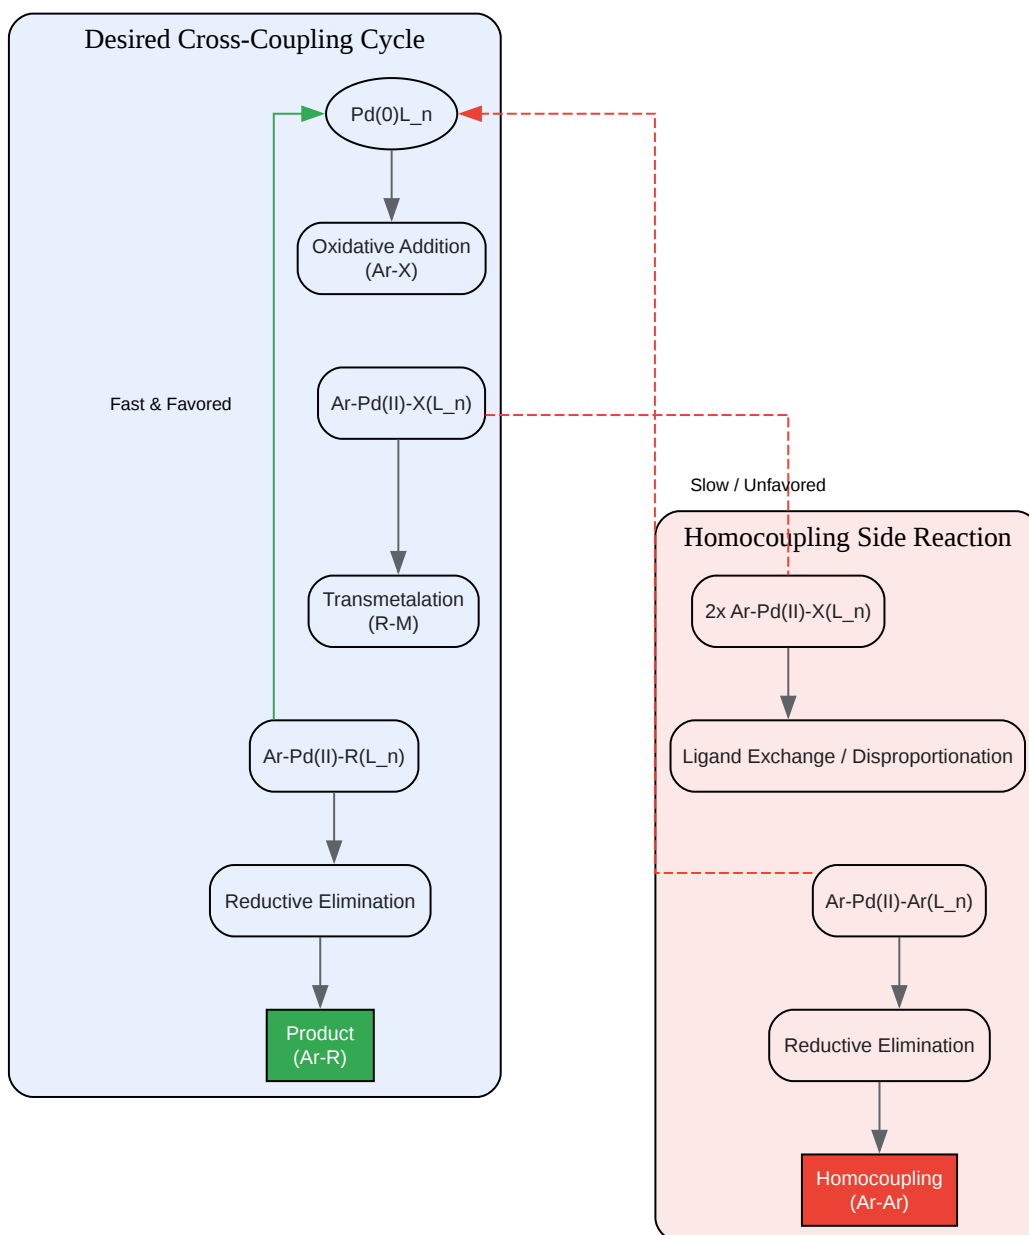 Desired Cross-Coupling Cycle
Pd(0)L_n
Oxidative Addition
(Ar-X)
Fast & Favored
Ar-Pd(II)-X(L_n)
Transmetalation
(R-M)
Ar-Pd(II)-R(L_n)
Reductive Elimination
Product
(Ar-R)
Slow / Unfavored
Homocoupling Side Reaction
2x Ar-Pd(II)-X(L_n)
Ligand Exchange / Disproportionation
Ar-Pd(II)-Ar(L_n)
Reductive Elimination
Homocoupling
(Ar-Ar)